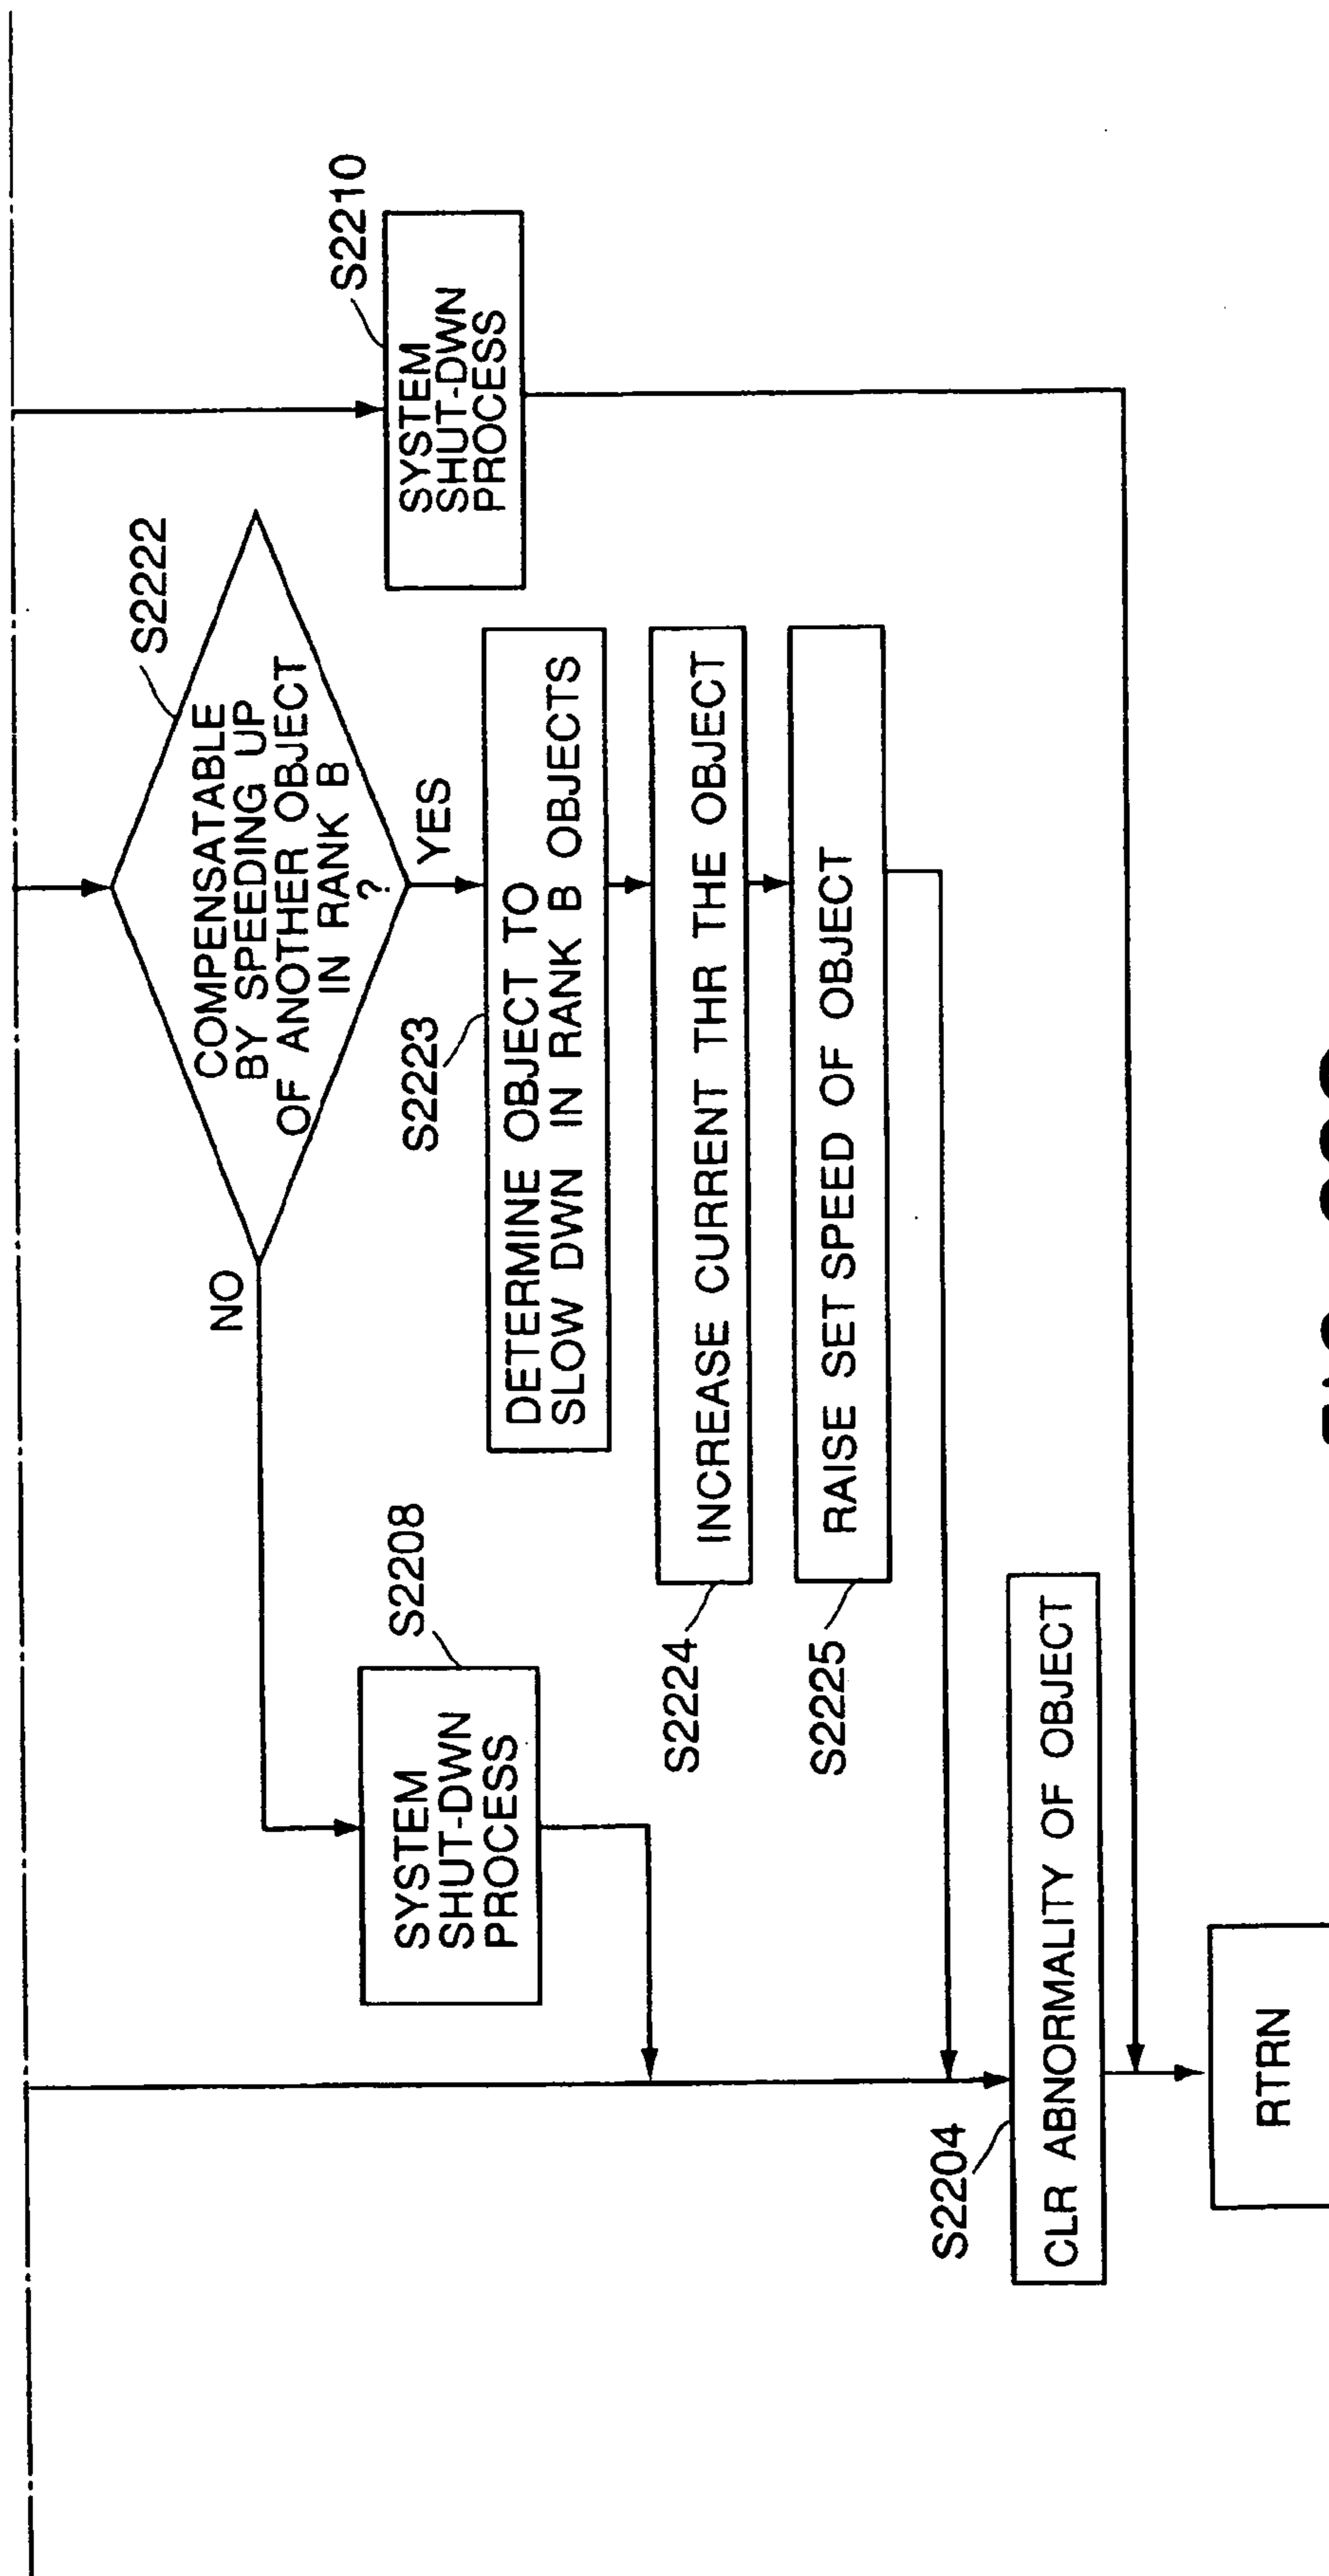 S2222
COMPENSATABLE
BY SPEEDING UP
OF ANOTHER OBJECT
IN RANK B
?
NO
YES
S2210
SYSTEM
SHUT-DWN
PROCESS
S2208
SYSTEM
SHUT-DWN
PROCESS
S2223
DETERMINE OBJECT TO
SLOW DWN IN RANK B OBJECTS
S2224
INCREASE CURRENT THR THE OBJECT
S2225
RAISE SET SPEED OF OBJECT
S2204
CLR ABNORMALITY OF OBJECT
RTRN